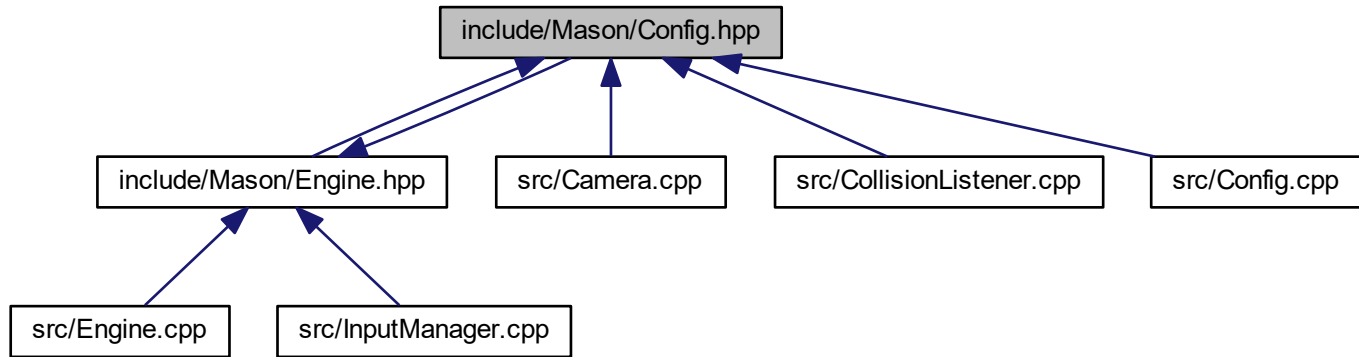 include/Mason/Config.hpp
include/Mason/Engine.hpp
src/Camera.cpp
src/CollisionListener.cpp
src/Config.cpp
src/Engine.cpp
src/InputManager.cpp